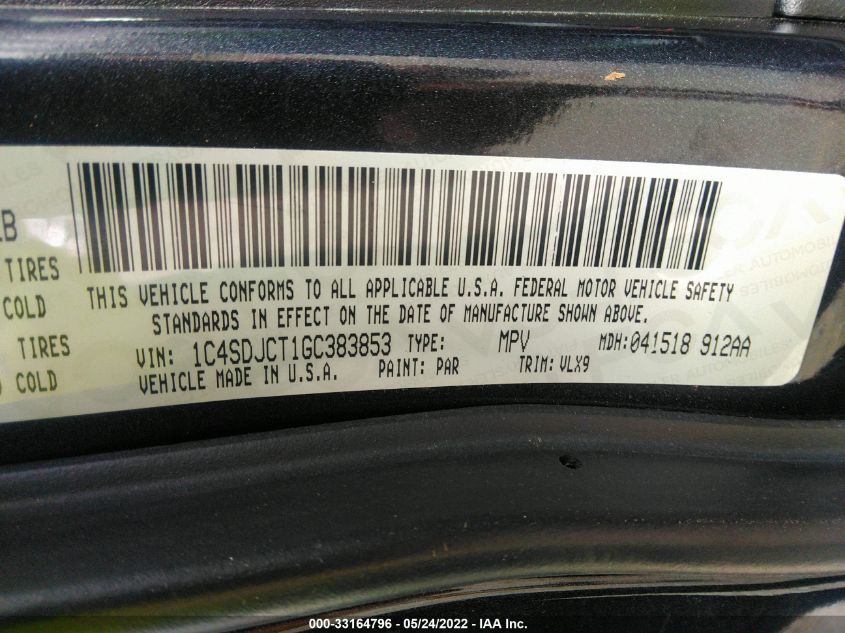 LB
TIRES
COLD
TIRES
COLD
THIS VEHICLE CONFORMS TO ALL APPLICABLE U.S.A. FEDERAL MOTOR VEHICLE SAFETY
STANDARDS IN EFFECT ON THE DATE OF MANUFACTURE SHOWN ABOVE.
VIN: 1C4SDJCT1GC383853 TYPE: MPV MDH:041518 912AA
VEHICLE MADE IN U.S.A. PAINT: PAR TRIM: VLX9
000-33164796 - 05/24/2022 - IAA Inc.